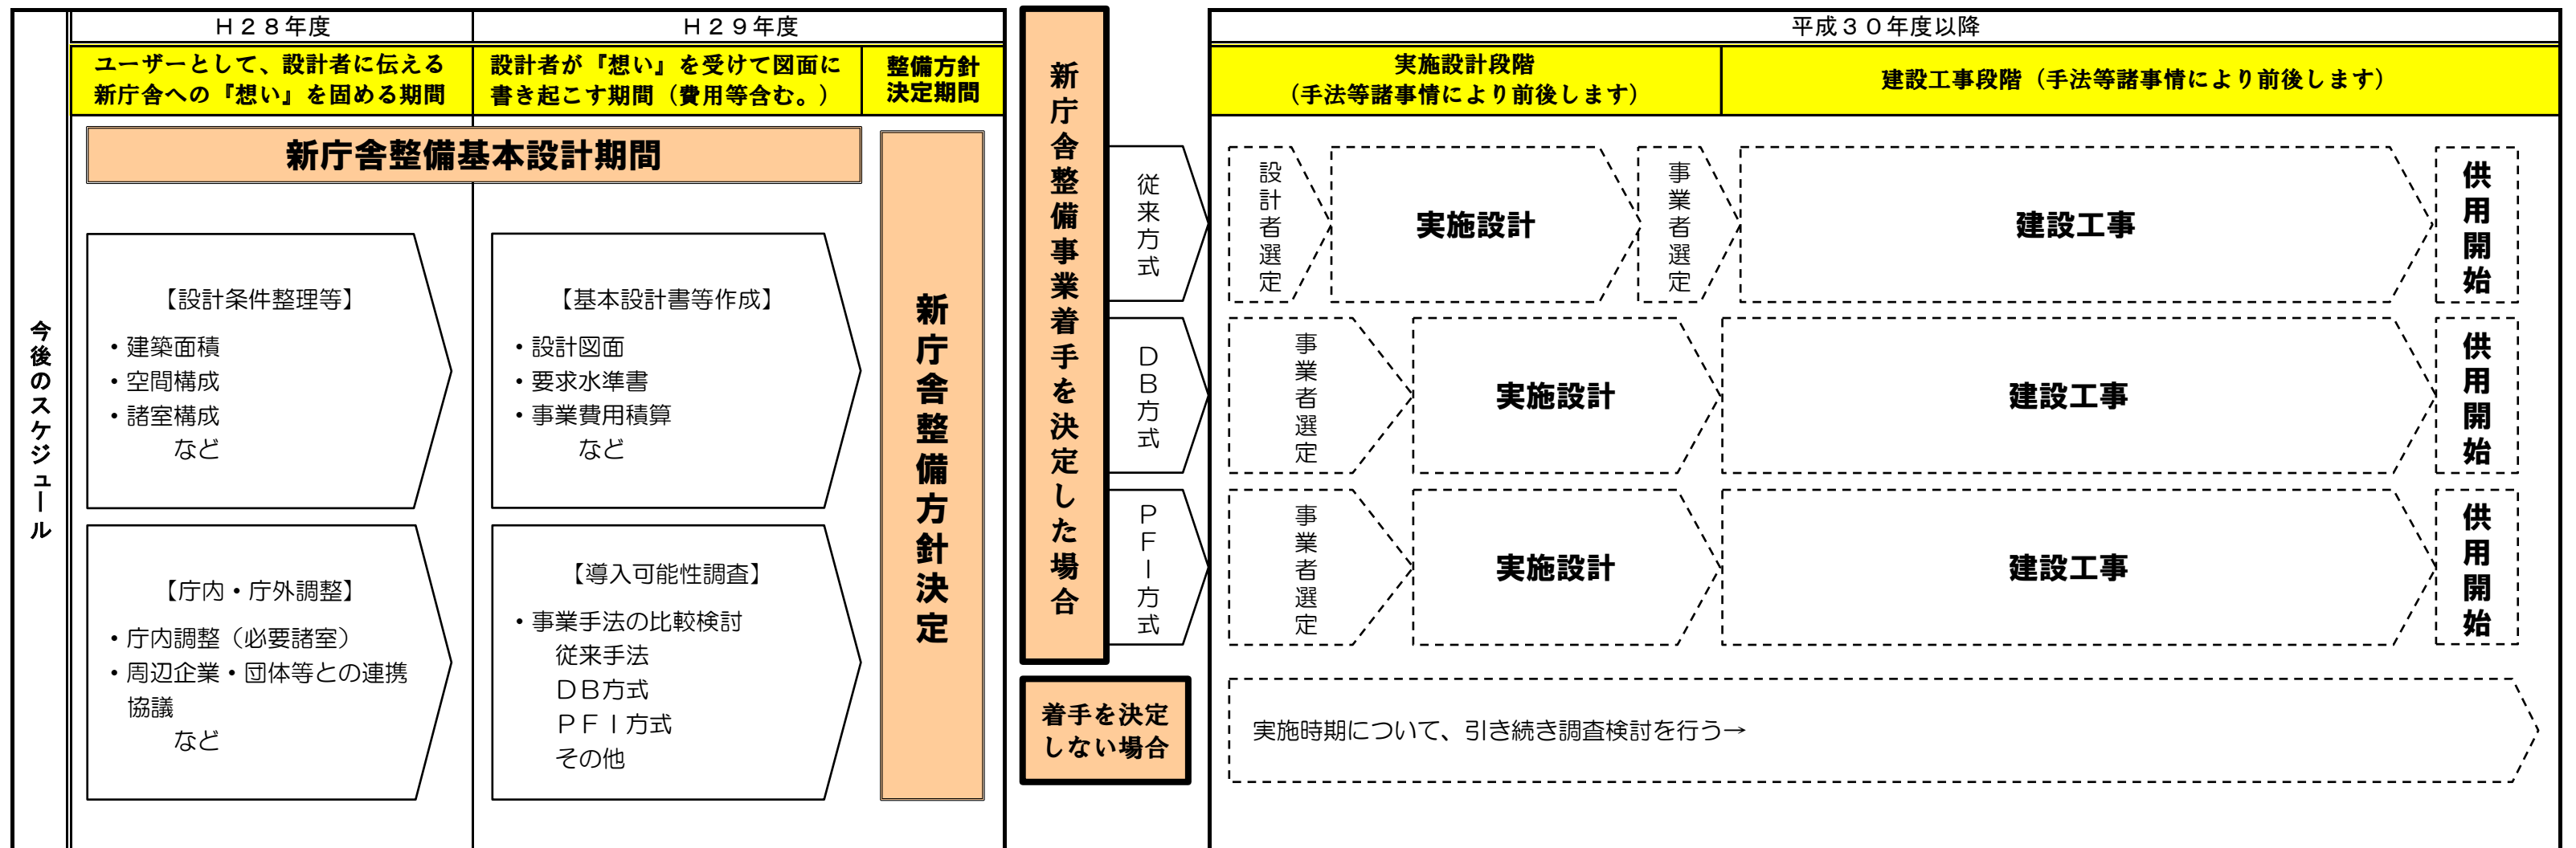 今後のスケジュール
Ｈ２８年度
Ｈ２９年度
ユーザーとして、設計者に伝える
新庁舎への『想い』を固める期間
設計者が『想い』を受けて図面に
書き起こす期間（費用等含む。）
整備方針
決定期間
新庁舎整備基本設計期間
【設計条件整理等】
・建築面積
・空間構成
・諸室構成
など
【庁内・庁外調整】
・庁内調整（必要諸室）
・周辺企業・団体等との連携
協議
など
【基本設計書等作成】
・設計図面
・要求水準書
・事業費用積算
など
【導入可能性調査】
・事業手法の比較検討
従来手法
ＤＢ方式
ＰＦＩ方式
その他
新庁舎整備方針決定
新庁舎整備事業着手を決定した場合
平成３０年度以降
実施設計段階
（手法等諸事情により前後します）
建設工事段階（手法等諸事情により前後します）
従来方式
設計者選定
実施設計
事業者選定
建設工事
供用開始
ＤＢ方式
事業者選定
実施設計
建設工事
供用開始
ＰＦＩ方式
事業者選定
実施設計
建設工事
供用開始
着手を決定
しない場合
実施時期について、引き続き調査検討を行う→